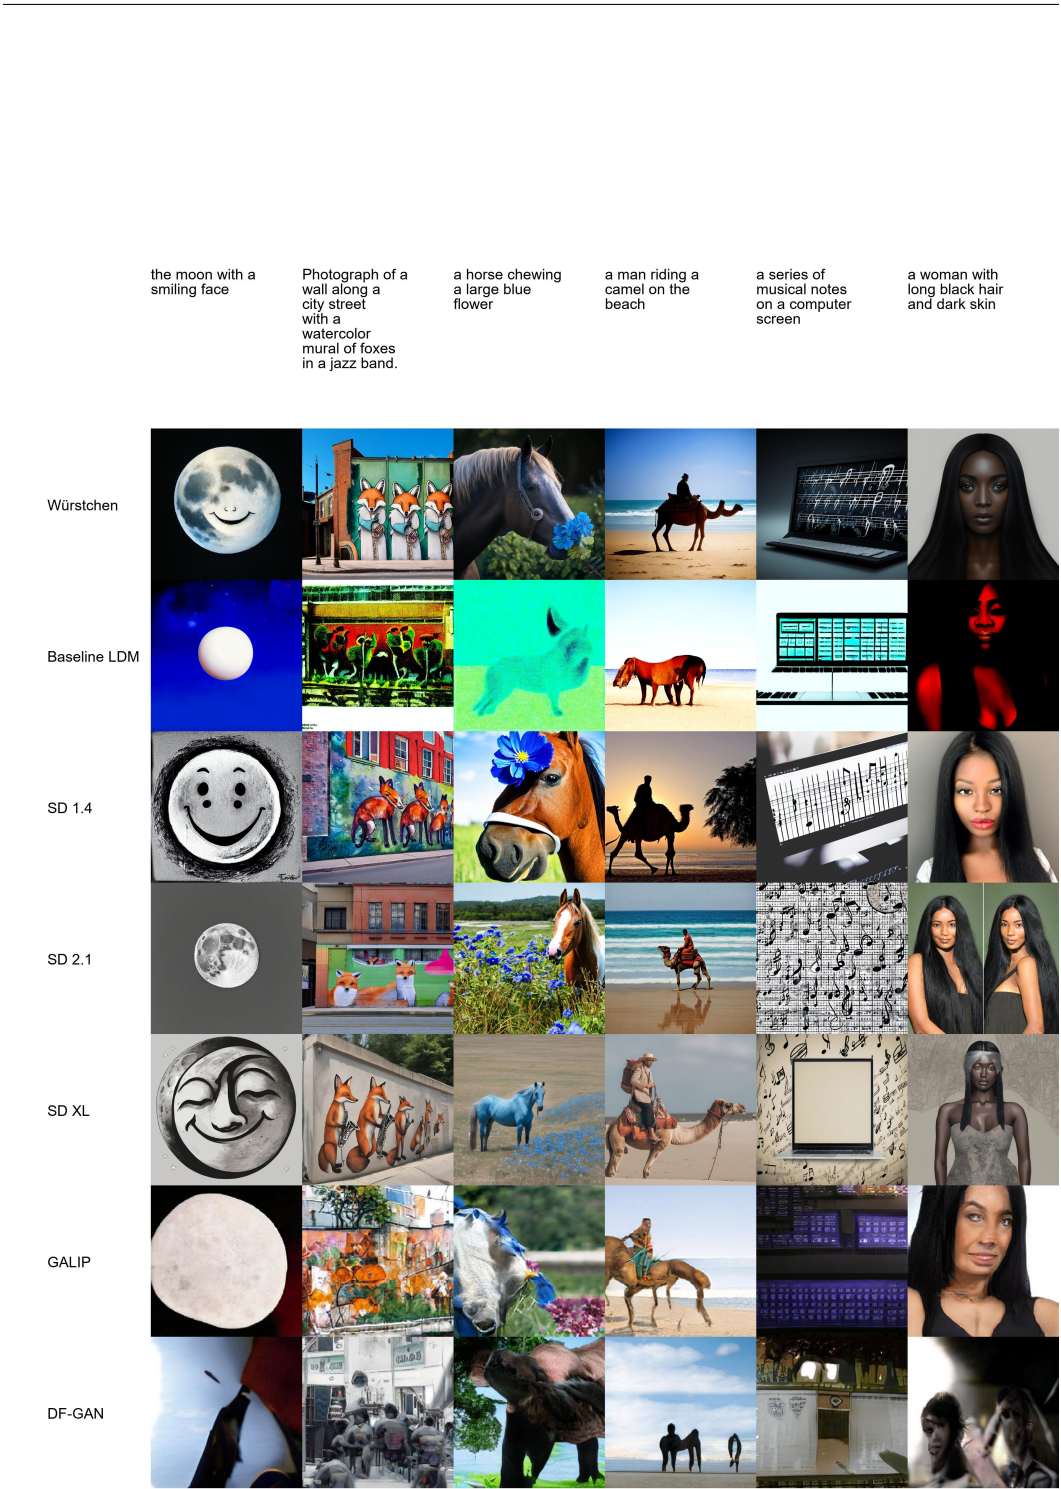 the moon with a
smiling face
Photograph of a
wall along a
city street
with a
watercolor
mural of foxes
in a jazz band.
a horse chewing
a large blue
flower
a man riding a
camel on the
beach
a series of
musical notes
on a computer
screen
a woman with
long black hair
and dark skin
Würstchen
Baseline LDM
SD 1.4
SD 2.1
SD XL
GALIP
DF-GAN